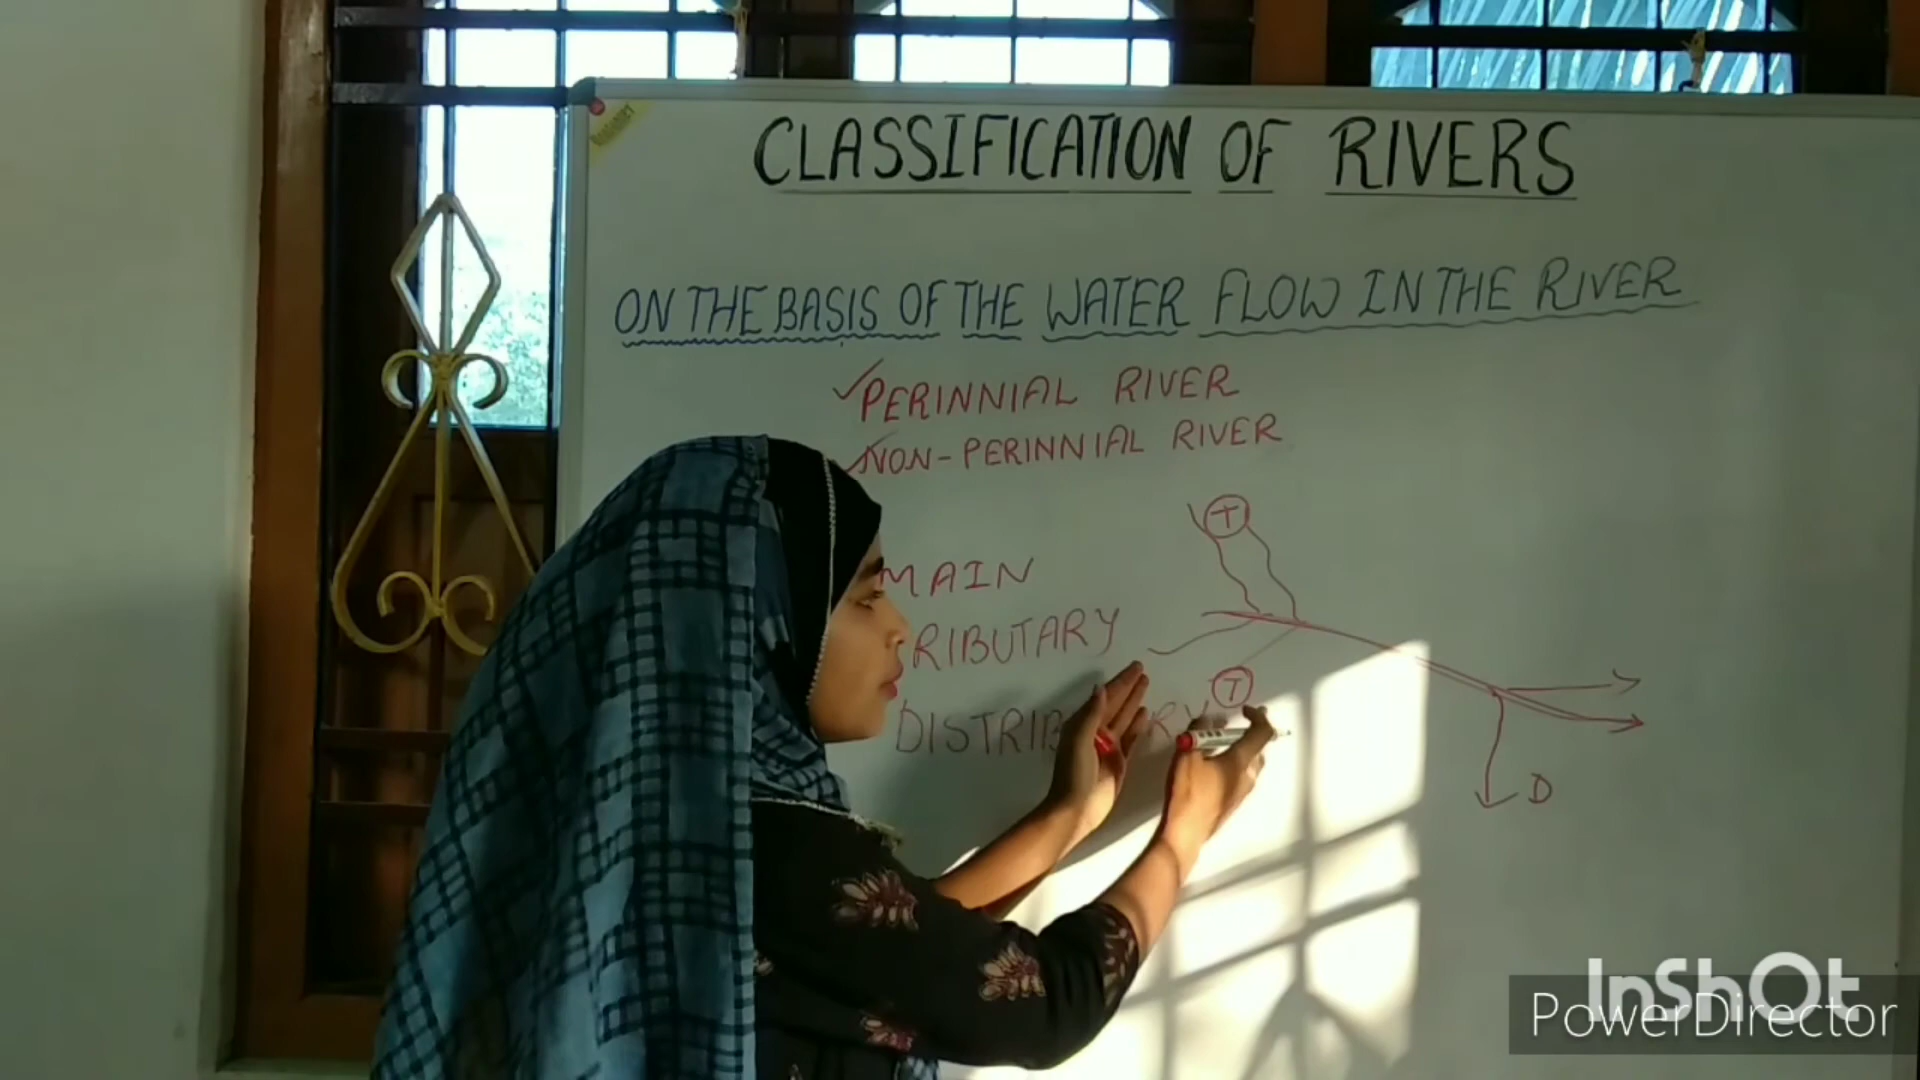 CLASSIFICATION OF RIVERS
ON THE BASIS OF THE WATER FLOW IN THE RIVER
PERINNIAL RIVER
NON-PERINNIAL RIVER
T
MAIN
RIBUTARY
T
D
InShOt
PowerDirector